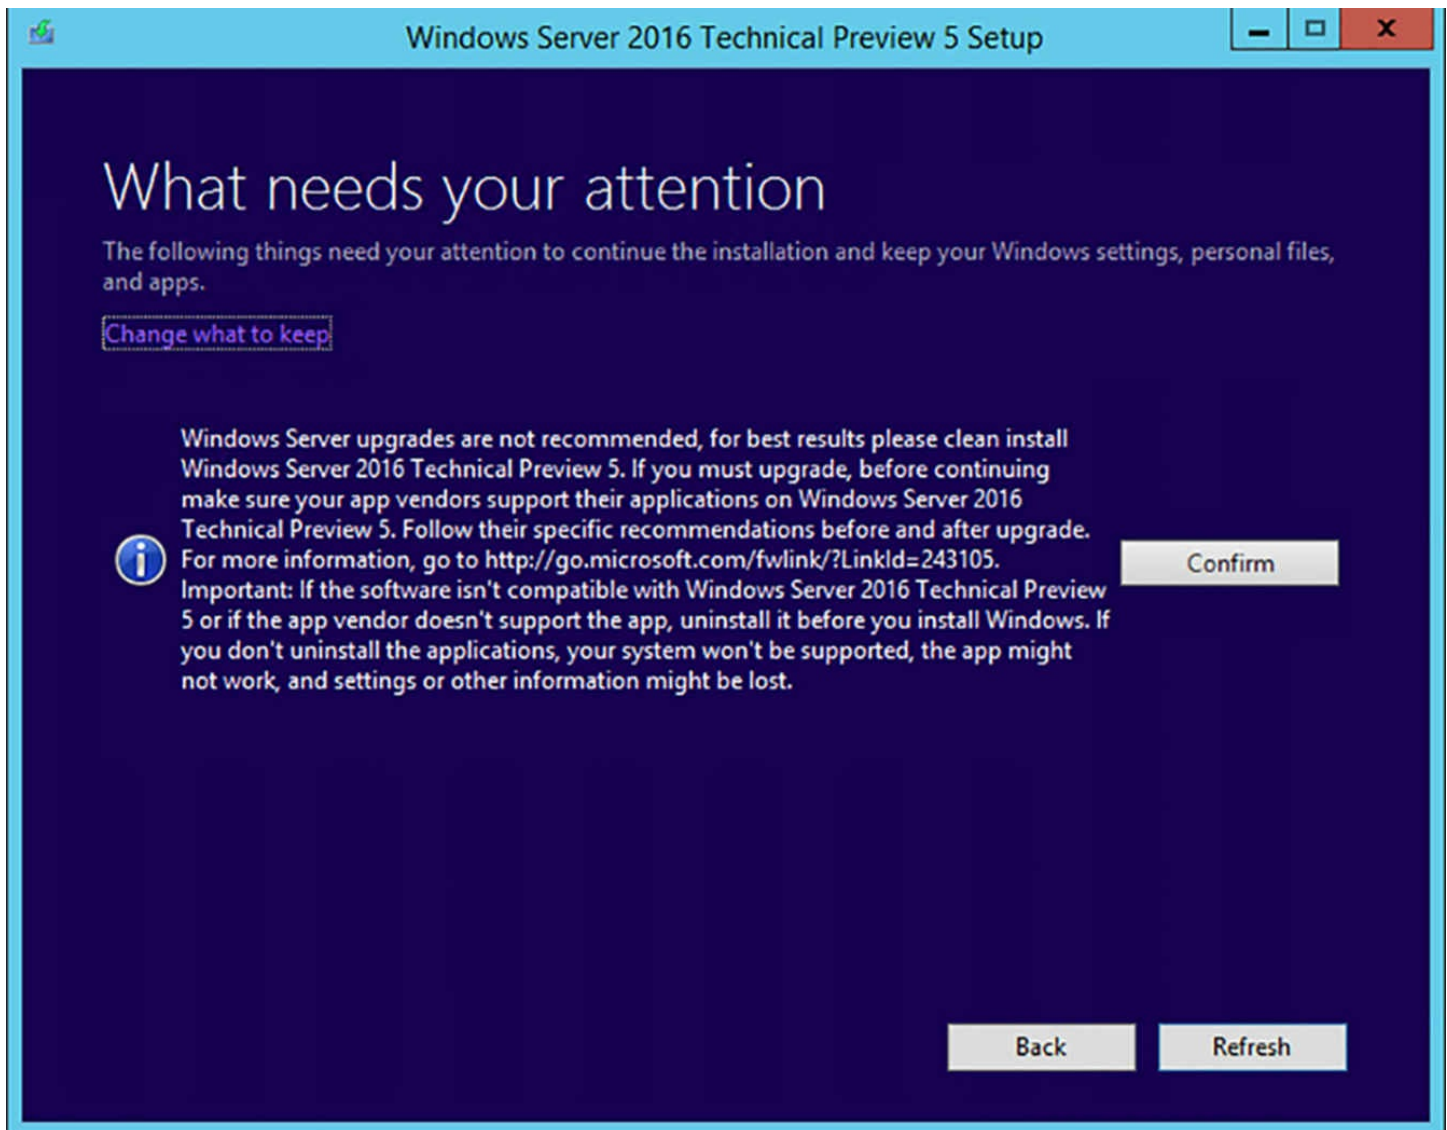 Windows Server 2016 Technical Preview 5 Setup
What needs your attention
The following things need your attention to continue the installation and keep your Windows settings, personal files,
and apps.
Change what to keep
Windows Server upgrades are not recommended, for best results please clean install
Windows Server 2016 Technical Preview 5. If you must upgrade, before continuing
make sure your app vendors support their applications on Windows Server 2016
Technical Preview 5. Follow their specific recommendations before and after upgrade.
For more information, go to http://go.microsoft.com/fwlink/?LinkId=243105.
Important: If the software isn't compatible with Windows Server 2016 Technical Preview
5 or if the app vendor doesn't support the app, uninstall it before you install Windows. If
you don't uninstall the applications, your system won't be supported, the app might
not work, and settings or other information might be lost.
Confirm
Back
Refresh